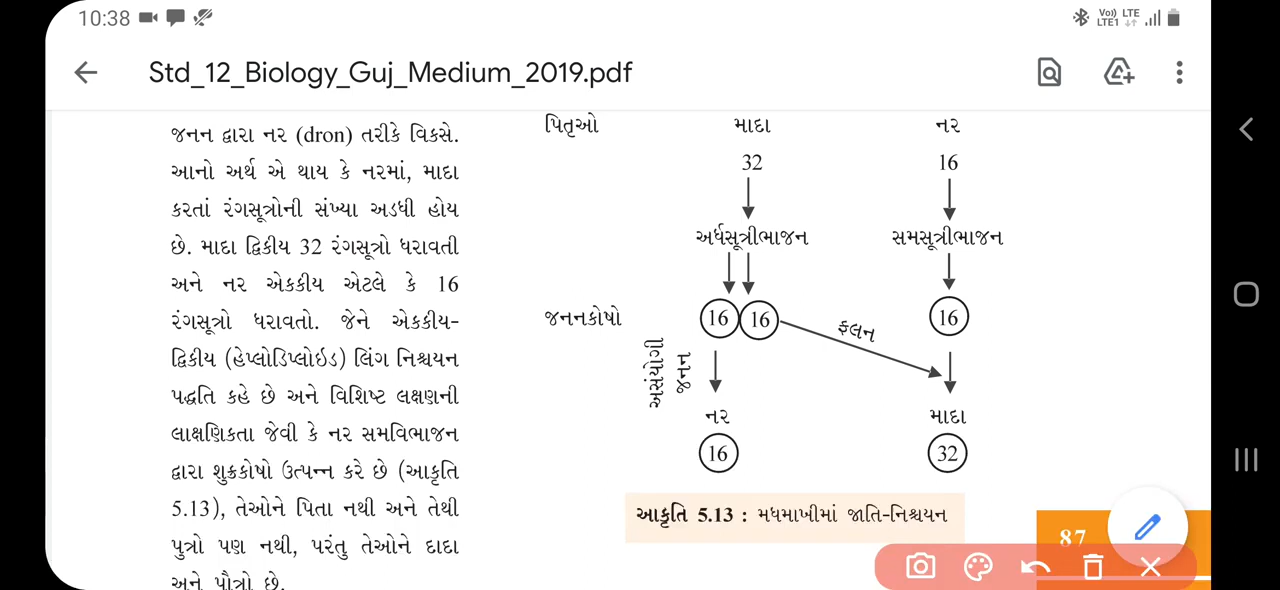 10:38
Vo)) LTE
LTE1
Std_12_Biology_Guj_Medium_2019.pdf
જનન દ્વારા નર (dron) તરીકે વિકસે.
આનો અર્થ એ થાય કે નરમાં, માદા
કરતાં રંગસૂત્રોની સંખ્યા અડધી હોય
છે. માદા દ્વિકીય 32 રંગસૂત્રો ધરાવતી
અને નર એકકીય એટલે કે 16
રંગસૂત્રો ધરાવતો. જેને એકકીય-
દ્વિકીય (હેપ્લોડિપ્લોઇડ) લિંગ નિશ્ચયન
પદ્ધતિ કહે છે અને વિશિષ્ટ લક્ષણની
લાક્ષણિકતા જેવી કે નર સમવિભાજન
દ્વારા શુક્રકોષો ઉત્પન્ન કરે છે (આકૃતિ
5.13), તેઓને પિતા નથી અને તેથી
પુત્રો પણ નથી, પરંતુ તેઓને દાદા
અને પૌત્રો છે.
પિતૃઓ માદા નર
32 16
અર્ધસૂત્રીભાજન સમસૂત્રીભાજન
જનનકોષો 16 16 16
ફલન
અસંયોગી
જનન
નર માદા
16 32
આકૃતિ 5.13 : મધમાખીમાં જાતિ-નિશ્ચયન
87